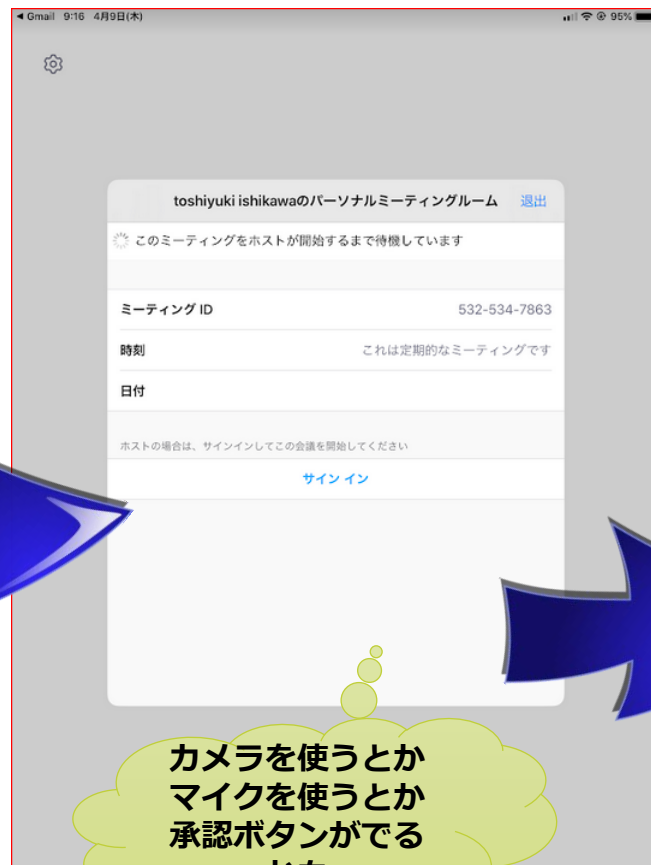 ◀ Gmail 9:16 4月9日(木) 95%
toshiyuki ishikawaのパーソナルミーティングルーム 退出
このミーティングをホストが開始するまで待機しています
ミーティング ID 532-534-7863
時刻 これは定期的なミーティングです
日付
ホストの場合は、サインインしてこの会議を開始してください
サイン イン
カメラを使うとか
マイクを使うとか
承認ボタンがでる